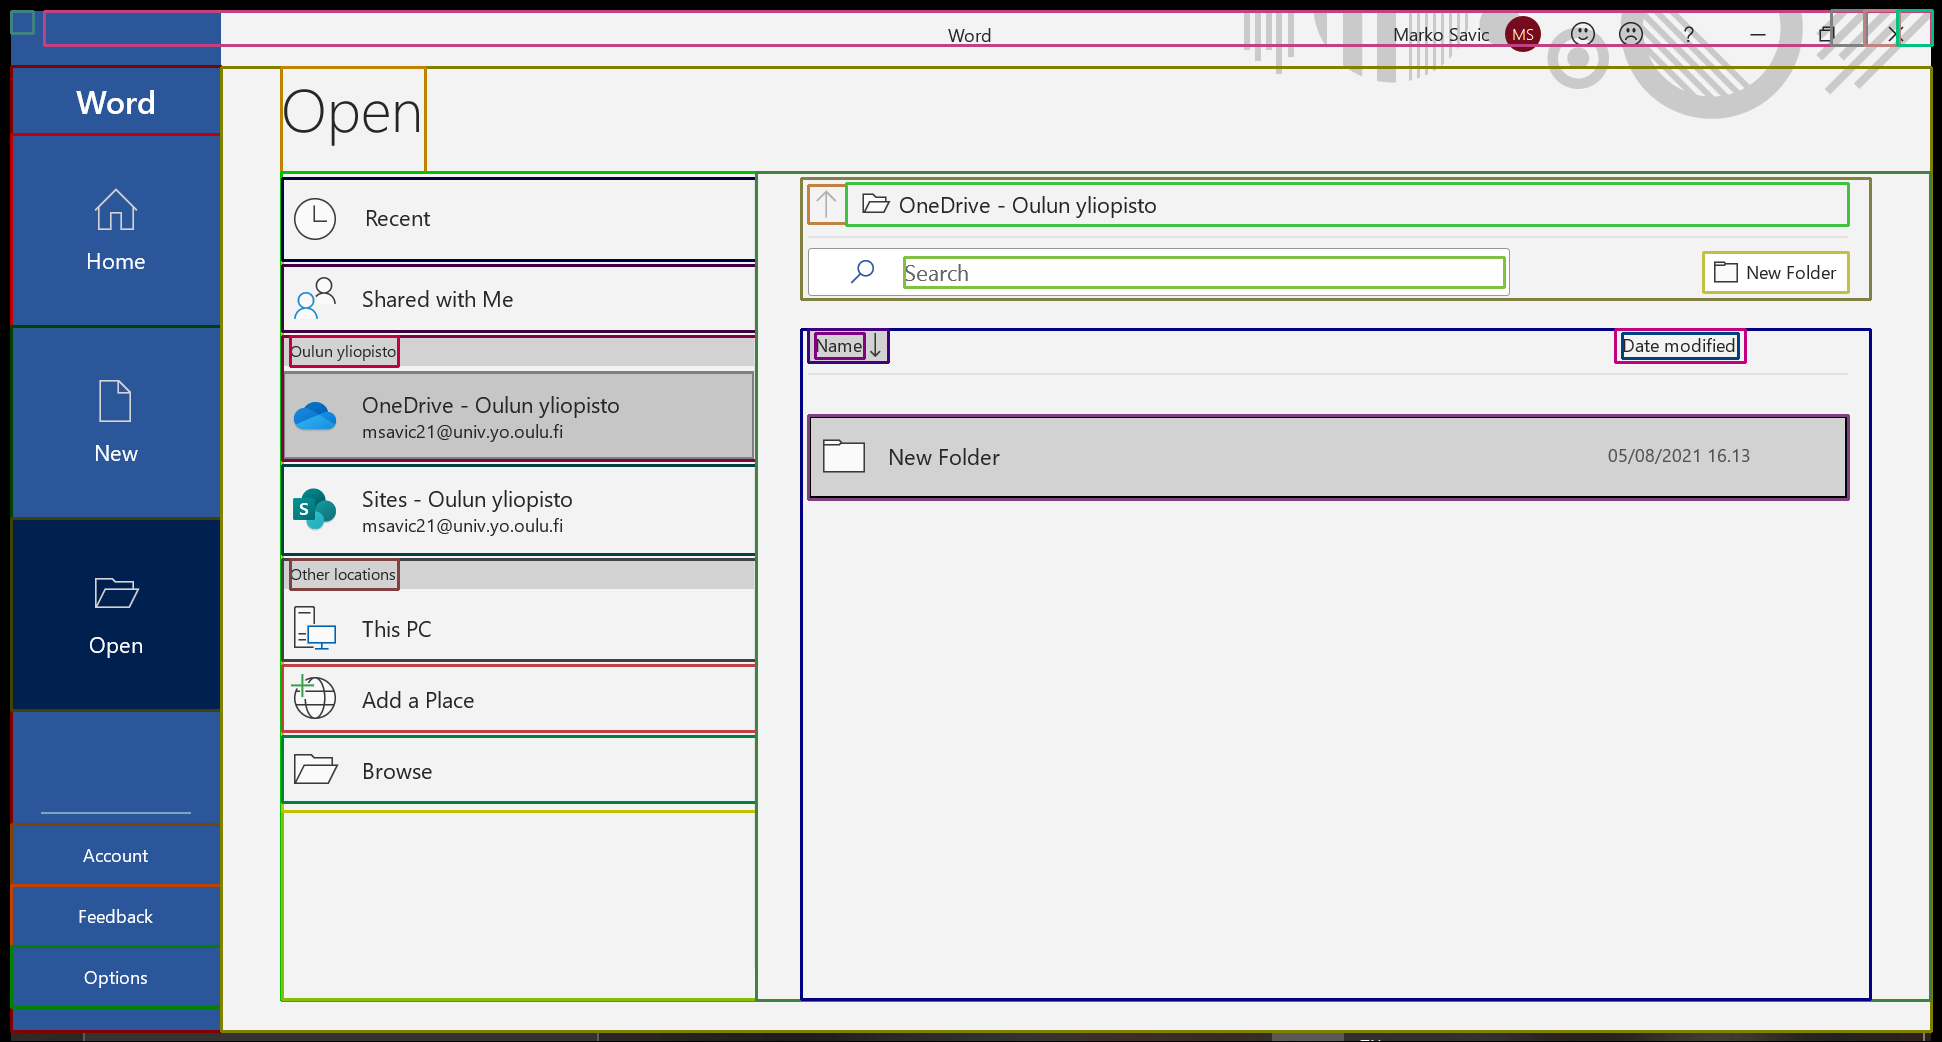 Word
Marko Savic
MS
?
Word
Home
New
Open
Account
Feedback
Options
Open
Recent
Shared with Me
Oulun yliopisto
OneDrive - Oulun yliopisto
msavic21@univ.yo.oulu.fi
Sites - Oulun yliopisto
msavic21@univ.yo.oulu.fi
Other locations
This PC
Add a Place
Browse
OneDrive - Oulun yliopisto
Search
New Folder
Name
Date modified
New Folder
05/08/2021 16.13